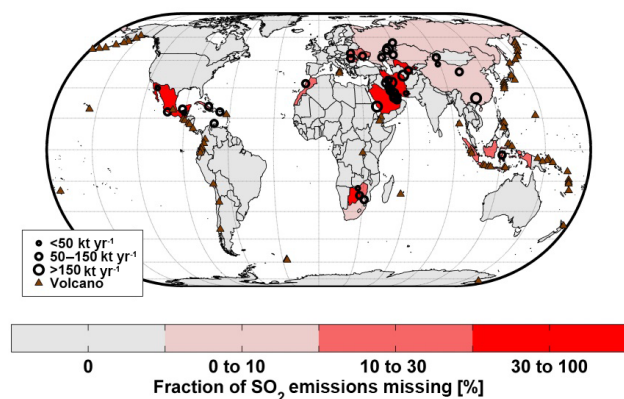 <50 kt yr⁻¹
50–150 kt yr⁻¹
>150 kt yr⁻¹
Volcano
0
0 to 10
10 to 30
30 to 100
Fraction of SO₂ emissions missing [%]